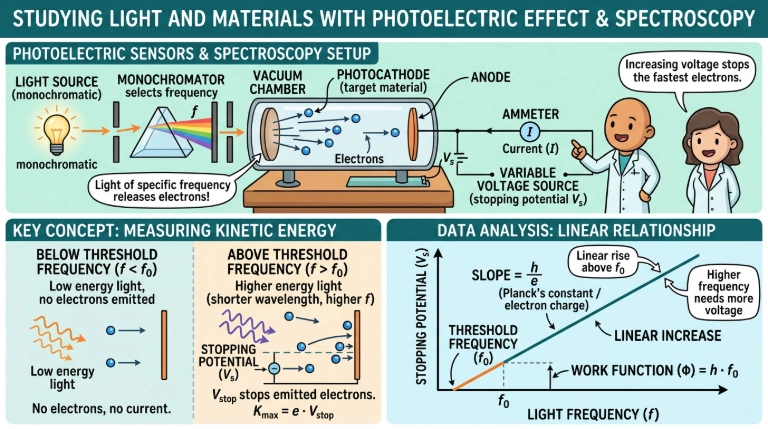 STUDYING LIGHT AND MATERIALS WITH PHOTOELECTRIC EFFECT & SPECTROSCOPY
PHOTOELECTRIC SENSORS & SPECTROSCOPY SETUP
LIGHT SOURCE
(monochromatic)
monochromatic
MONOCHROMATOR
selects frequency
f
VACUUM
CHAMBER
PHOTOCATHODE
(target material)
ANODE
Electrons
Light of specific frequency
releases electrons!
AMMETER
I
Current (I)
Vs
VARIABLE
VOLTAGE SOURCE
(stopping potential Vs)
Increasing voltage stops
the fastest electrons.
KEY CONCEPT: MEASURING KINETIC ENERGY
BELOW THRESHOLD
FREQUENCY (f < f0)
Low energy light,
no electrons emitted
Low energy
light
No electrons, no current.
ABOVE THRESHOLD
FREQUENCY (f > f0)
Higher energy light
(shorter wavelength, higher f)
STOPPING
POTENTIAL
(Vs)
Vstop stops emitted electrons.
Kmax = e · Vstop
DATA ANALYSIS: LINEAR RELATIONSHIP
STOPPING POTENTIAL (Vs)
SLOPE = h/e
(Planck's constant /
electron charge)
Linear rise
above f0
Higher
frequency
needs more
voltage
THRESHOLD
FREQUENCY
(f0)
LINEAR INCREASE
WORK FUNCTION (Φ) = h · f0
f0
LIGHT FREQUENCY (f)